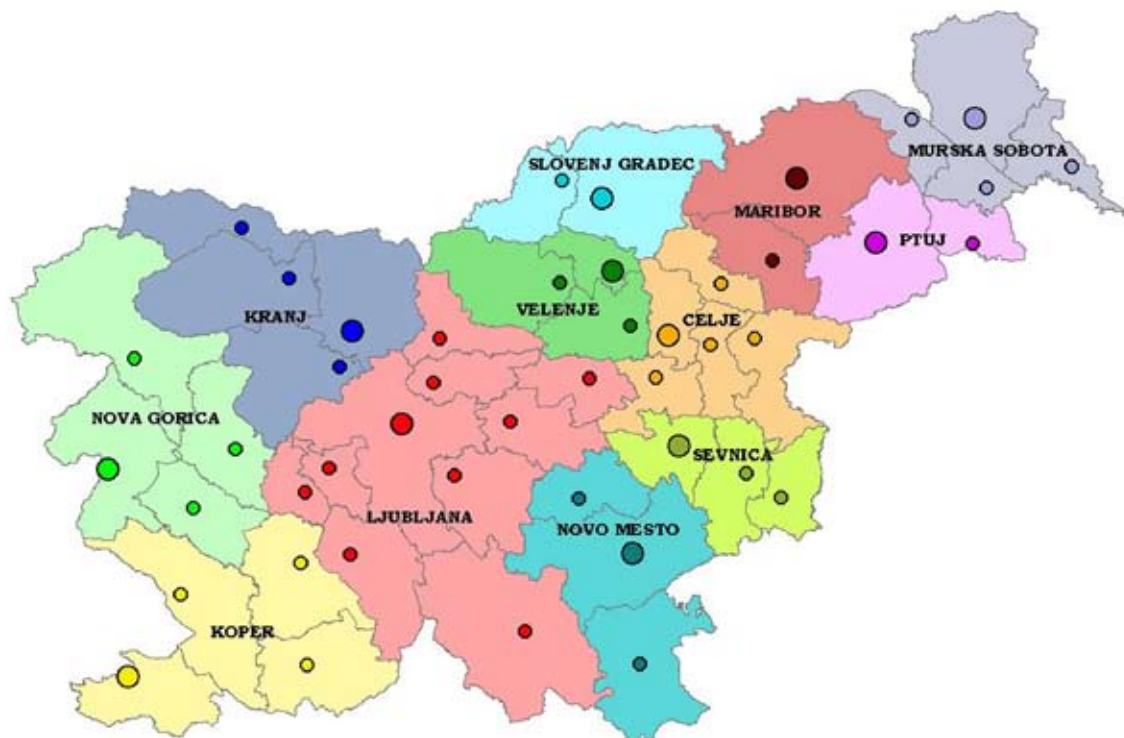 MURSKA SOBOTA
SLOVENJ GRADEC
MARIBOR
PTUJ
VELENJE
KRANJ
CELJE
NOVA GORICA
SEVNICA
LJUBLJANA
NOVO MESTO
KOPER